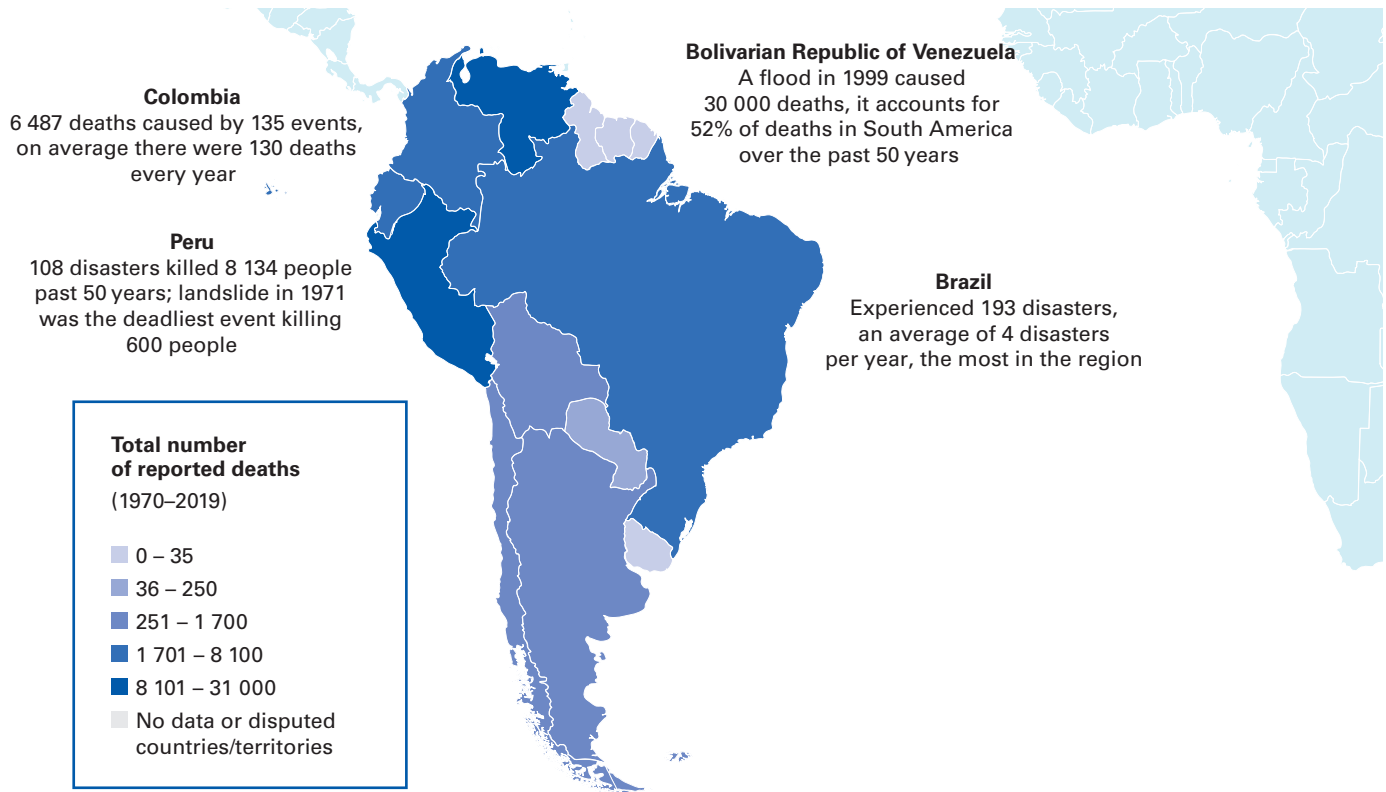 Colombia
6 487 deaths caused by 135 events,
on average there were 130 deaths
every year
Peru
108 disasters killed 8 134 people
past 50 years; landslide in 1971
was the deadliest event killing
600 people
Bolivarian Republic of Venezuela
A flood in 1999 caused
30 000 deaths, it accounts for
52% of deaths in South America
over the past 50 years
Brazil
Experienced 193 disasters,
an average of 4 disasters
per year, the most in the region
Total number
of reported deaths
(1970–2019)
0 – 35
36 – 250
251 – 1 700
1 701 – 8 100
8 101 – 31 000
No data or disputed
countries/territories